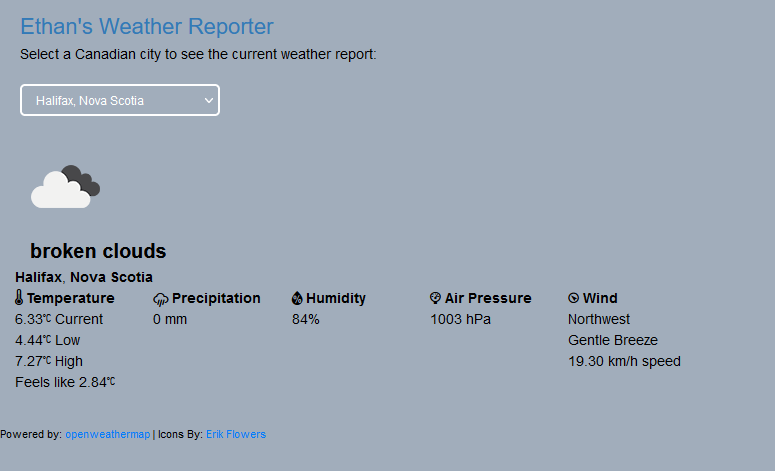 Ethan's Weather Reporter
Select a Canadian city to see the current weather report:
Halifax, Nova Scotia
broken clouds
Halifax, Nova Scotia
Temperature Precipitation Humidity Air Pressure Wind
6.33℃ Current 0 mm 84% 1003 hPa Northwest
4.44℃ Low Gentle Breeze
7.27℃ High 19.30 km/h speed
Feels like 2.84℃
Powered by: openweathermap | Icons By: Erik Flowers